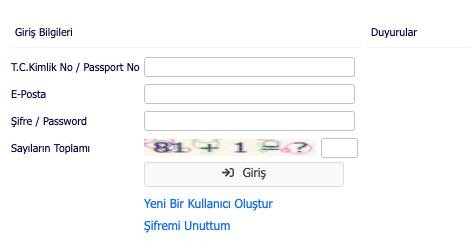 Giriş Bilgileri
Duyurular
T.C.Kimlik No / Passport No
E-Posta
Şifre / Password
Sayıların Toplamı 81 + 1 = ?
Giriş
Yeni Bir Kullanıcı Oluştur
Şifremi Unuttum